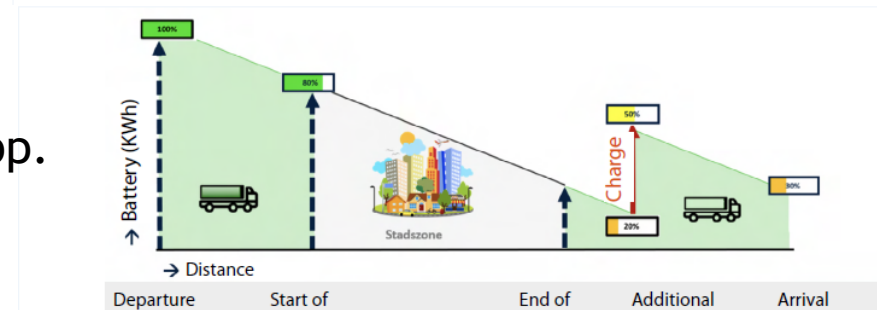 100%
80%
50%
Charge
30%
20%
Battery (KWh)
Stadszone
→ Distance
Departure
Start of
End of
Additional
Arrival